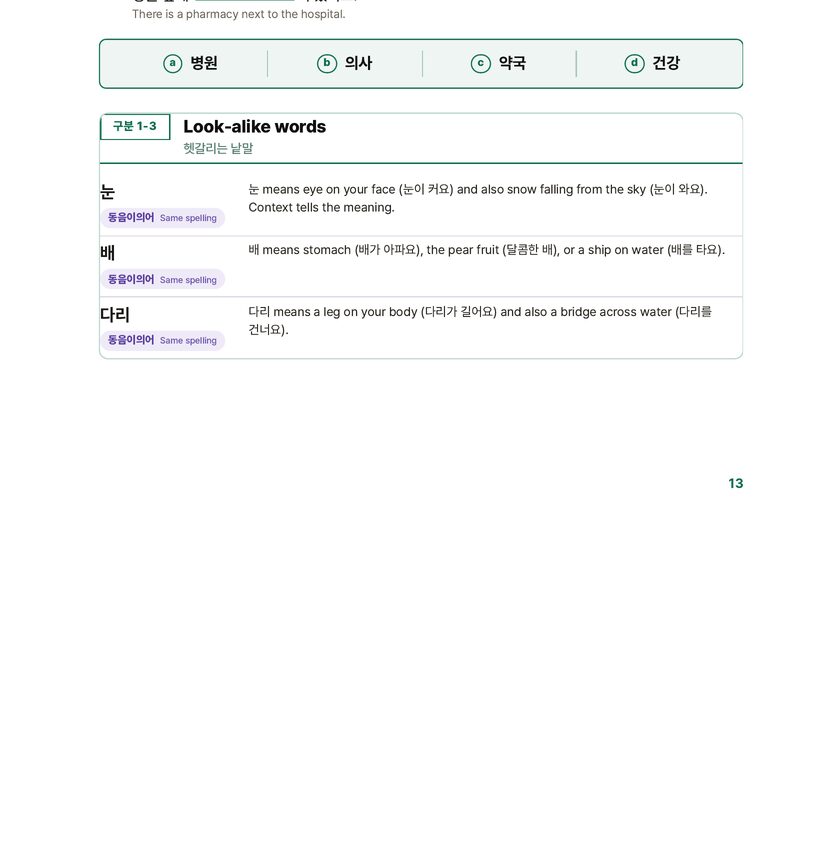 There is a pharmacy next to the hospital.
a 병원 b 의사 c 약국 d 건강
구분 1-3 Look-alike words
헷갈리는 낱말
눈
동음이의어 Same spelling
눈 means eye on your face (눈이 커요) and also snow falling from the sky (눈이 와요).
Context tells the meaning.
배
동음이의어 Same spelling
배 means stomach (배가 아파요), the pear fruit (달콤한 배), or a ship on water (배를 타요).
다리
동음이의어 Same spelling
다리 means a leg on your body (다리가 길어요) and also a bridge across water (다리를
건너요).
13